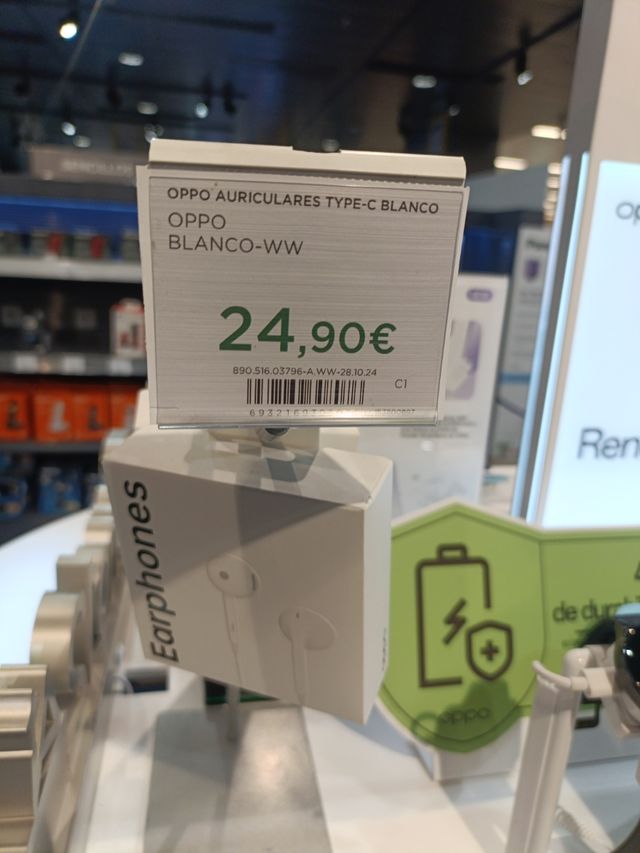 OPPO AURICULARES TYPE-C BLANCO
OPPO
BLANCO-WW
24,90€
890.516.03796-A.WW-28.10.24
C1
Earphones
Ren
de durabi
oppo